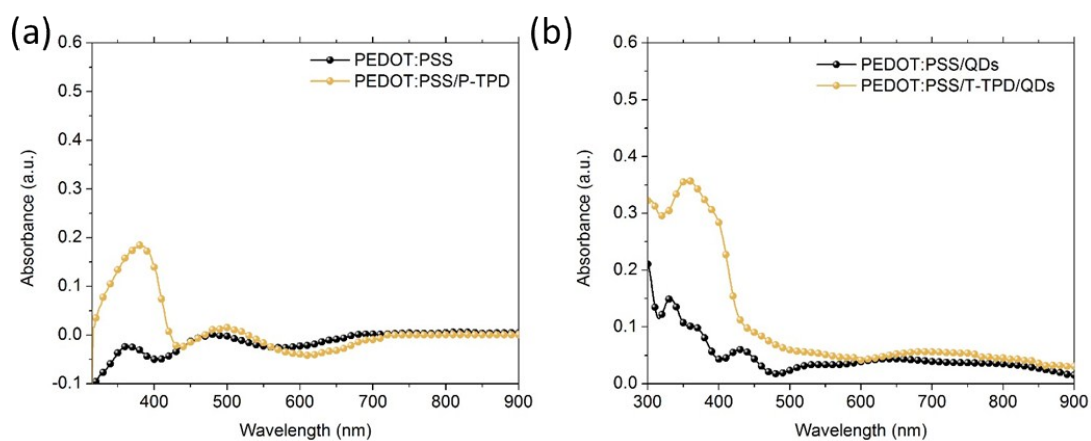 (a)
0.6
0.5
0.4
0.3
0.2
0.1
0.0
-0.1
Absorbance (a.u.)
PEDOT:PSS
PEDOT:PSS/P-TPD
400
500
600
700
800
900
Wavelength (nm)
(b)
0.6
0.5
0.4
0.3
0.2
0.1
0.0
Absorbance (a.u.)
PEDOT:PSS/QDs
PEDOT:PSS/T-TPD/QDs
300
400
500
600
700
800
900
Wavelength (nm)